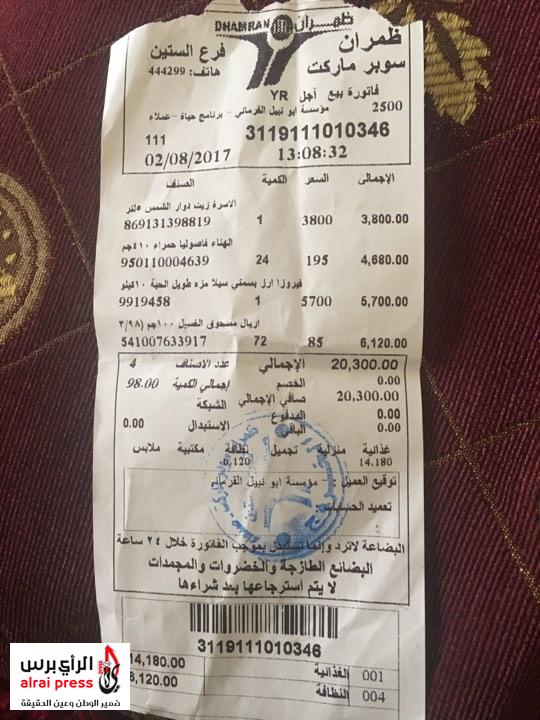 DHAMRAN ظمران
ظمران
سوبر ماركت
فرع الستين
هاتف: 444299
فاتورة بيع آجل YR
2500 مؤسسة ابو نبيل القرماني - برنامج حياة - عملاء
3119111010346
111
02/08/2017 13:08:32
الصنف الكمية السعر الإجمالى
الاسرة زيت دوار الشمس ٥لتر
869131398819 1 3800 3,800.00
الهناء فاصوليا حمراء ٤١٠جم
950110004639 24 195 4,680.00
فيروزا ارز بسمتي سيلا مزه طويل الحبة ١٠كيلو
9919458 1 5700 5,700.00
اريال مسحوق الغسيل ١٠٠جم (٣/٩٨)
541007633917 72 85 6,120.00
عدد الاصناف 4 الإجمالي 20,300.00
إجمالي الكمية 98.00 الخصم 0.00
صافي الإجمالي 20,300.00
الشبكة 0.00
المدفوع 0.00
الاستبدال 0.00 الباقي 0.00
غذائية منزلية تجميل نظافة مكتبية ملابس
14,180 6,120
توقيع العميل : مؤسسة ابو نبيل القرماني
تعميد الحسابات :
البضاعة لاترد وإنما تستبدل بموجب الفاتورة خلال ٢٤ ساعة
البضائع الطازجة والخضروات والمجمدات
لا يتم استرجاعها بعد شراءها
3119111010346
001 الغذائية 14,180.00
004 النظافة 6,120.00
الرأي برس
alrai press
ضمير الوطن وعين الحقيقة